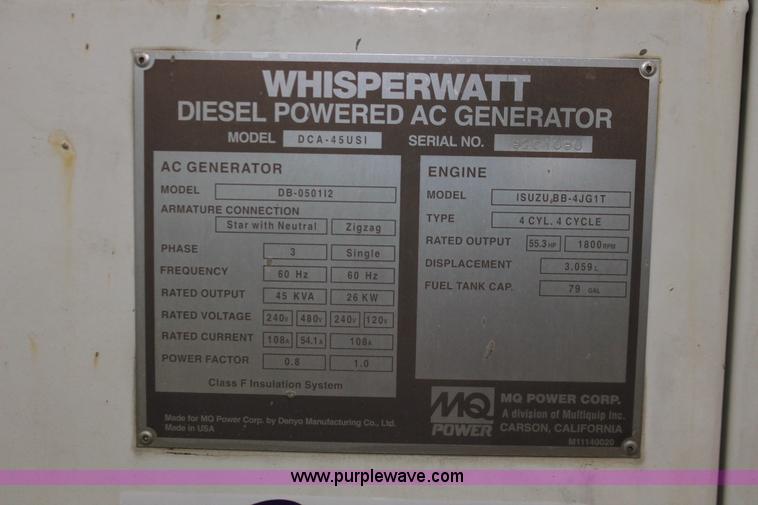 WHISPERWATT
DIESEL POWERED AC GENERATOR
MODEL DCA-45USI SERIAL NO.
AC GENERATOR
MODEL DB-0501I2
ARMATURE CONNECTION
Star with Neutral Zigzag
PHASE 3 Single
FREQUENCY 60 Hz 60 Hz
RATED OUTPUT 45 KVA 26 KW
RATED VOLTAGE 240V 480V 240V 120V
RATED CURRENT 108A 54.1A 108A
POWER FACTOR 0.8 1.0
Class F Insulation System
ENGINE
MODEL ISUZU,BB-4JG1T
TYPE 4 CYL. 4 CYCLE
RATED OUTPUT 55.3 HP 1800 RPM
DISPLACEMENT 3.059 L
FUEL TANK CAP. 79 GAL
Made for MQ Power Corp. by Denyo Manufacturing Co., Ltd.
Made in USA
MQ
POWER
MQ POWER CORP.
A division of Multiquip Inc.
CARSON, CALIFORNIA
M11140020
www.purplewave.com